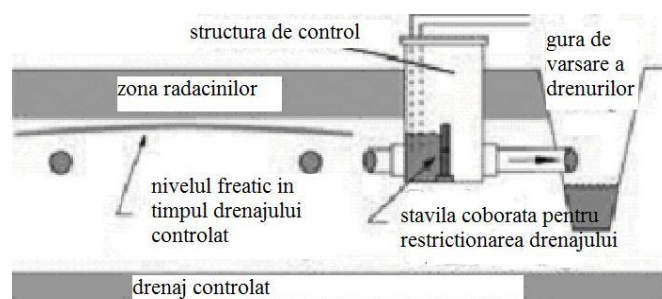 structura de control
gura de
varsare a
drenurilor
zona radacinilor
nivelul freatic in
timpul drenajului
controlat
stavila coborata pentru
restrictionarea drenajului
drenaj controlat